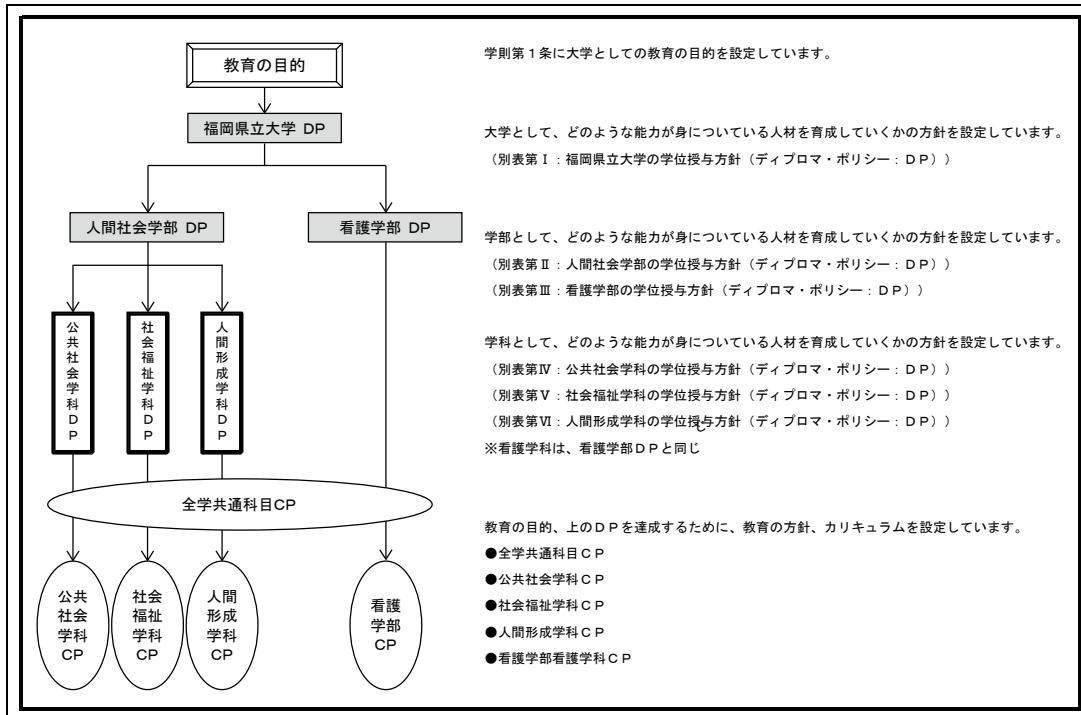 教育の目的
学則第１条に大学としての教育の目的を設定しています。
福岡県立大学 DP
大学として、どのような能力が身についている人材を育成していくかの方針を設定しています。
（別表第Ⅰ：福岡県立大学の学位授与方針（ディプロマ・ポリシー：ＤＰ））
人間社会学部 DP
看護学部 DP
学部として、どのような能力が身についている人材を育成していくかの方針を設定しています。
（別表第Ⅱ：人間社会学部の学位授与方針（ディプロマ・ポリシー：ＤＰ））
（別表第Ⅲ：看護学部の学位授与方針（ディプロマ・ポリシー：ＤＰ））
公共社会学科ＤＰ
社会福祉学科ＤＰ
人間形成学科ＤＰ
学科として、どのような能力が身についている人材を育成していくかの方針を設定しています。
（別表第Ⅳ：公共社会学科の学位授与方針（ディプロマ・ポリシー：ＤＰ））
（別表第Ⅴ：社会福祉学科の学位授与方針（ディプロマ・ポリシー：ＤＰ））
（別表第Ⅵ：人間形成学科の学位授与方針（ディプロマ・ポリシー：ＤＰ））
じ
※看護学科は、看護学部ＤＰと同じ
全学共通科目CP
教育の目的、上のＤＰを達成するために、教育の方針、カリキュラムを設定しています。
●全学共通科目ＣＰ
●公共社会学科ＣＰ
●社会福祉学科ＣＰ
●人間形成学科ＣＰ
●看護学部看護学科ＣＰ
公共
社会
学科
CP
社会
福祉
学科
CP
人間
形成
学科
CP
看護
学部
CP